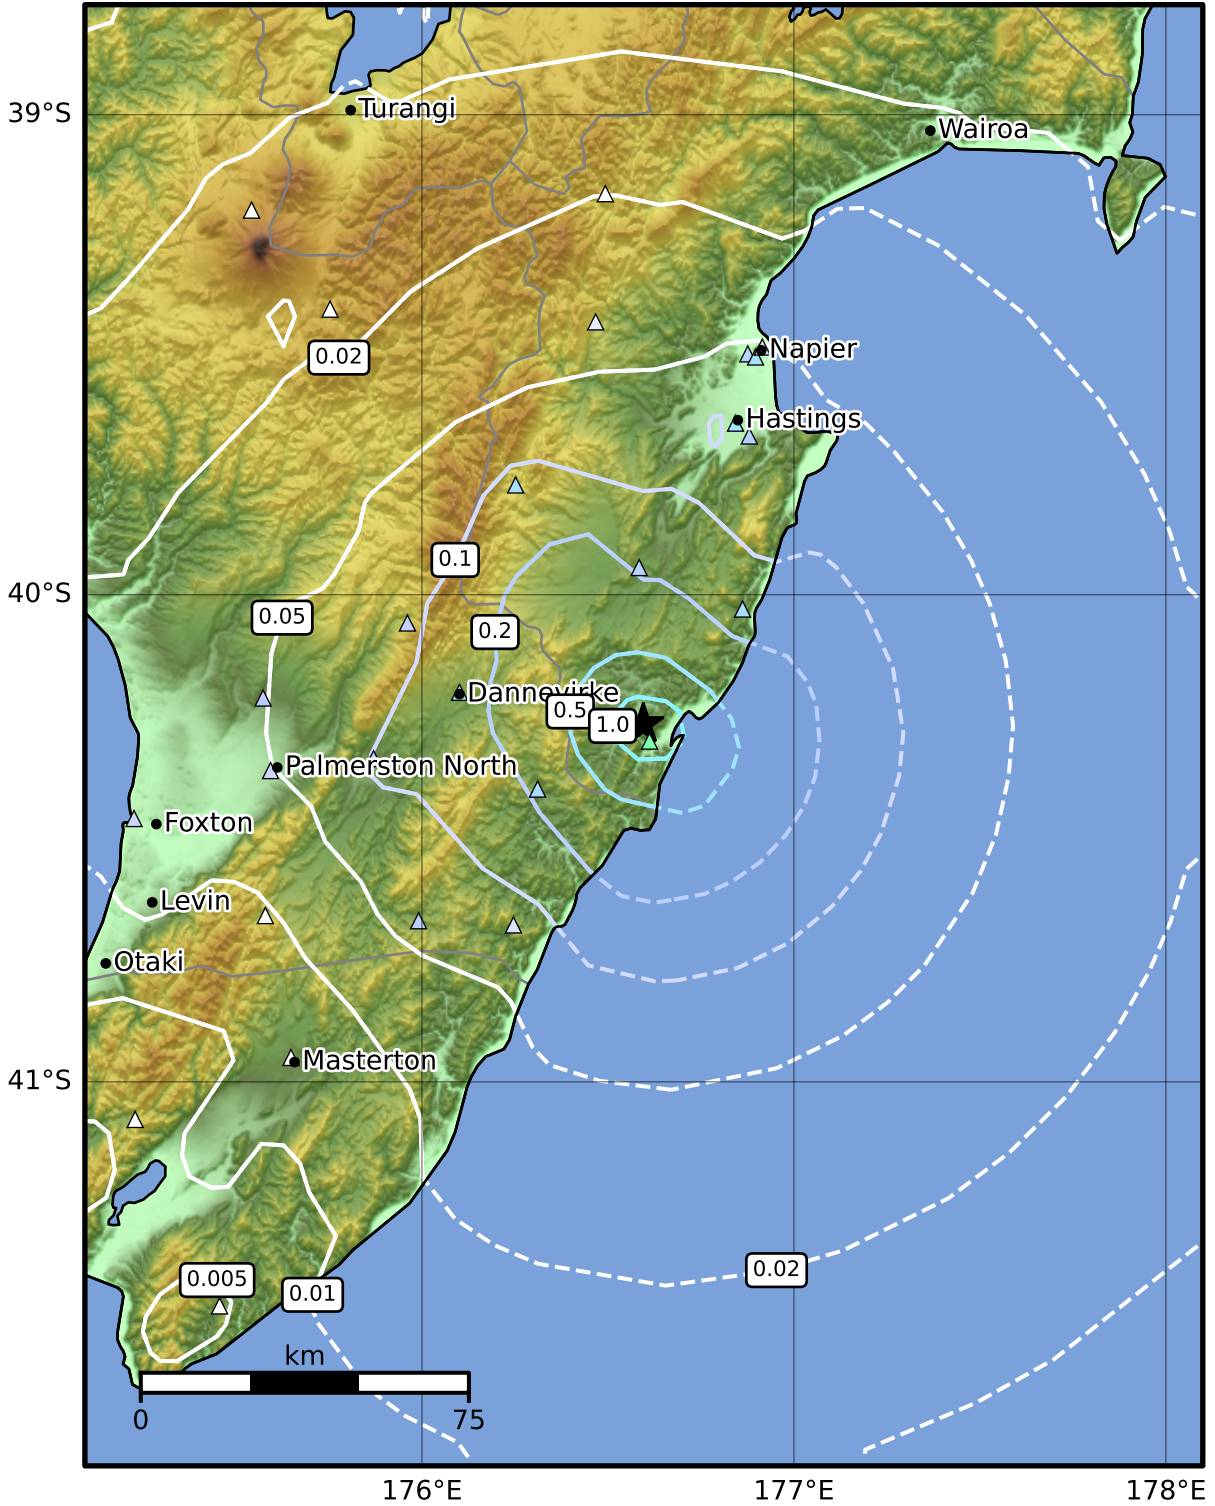 39°S
Turangi
Wairoa
Napier
0.02
Hastings
0.1
40°S
0.05
0.2
Dannevirke
0.5
1.0
Palmerston North
Foxton
Levin
Otaki
Masterton
41°S
0.02
0.005
0.01
km
0
75
176°E
177°E
178°E